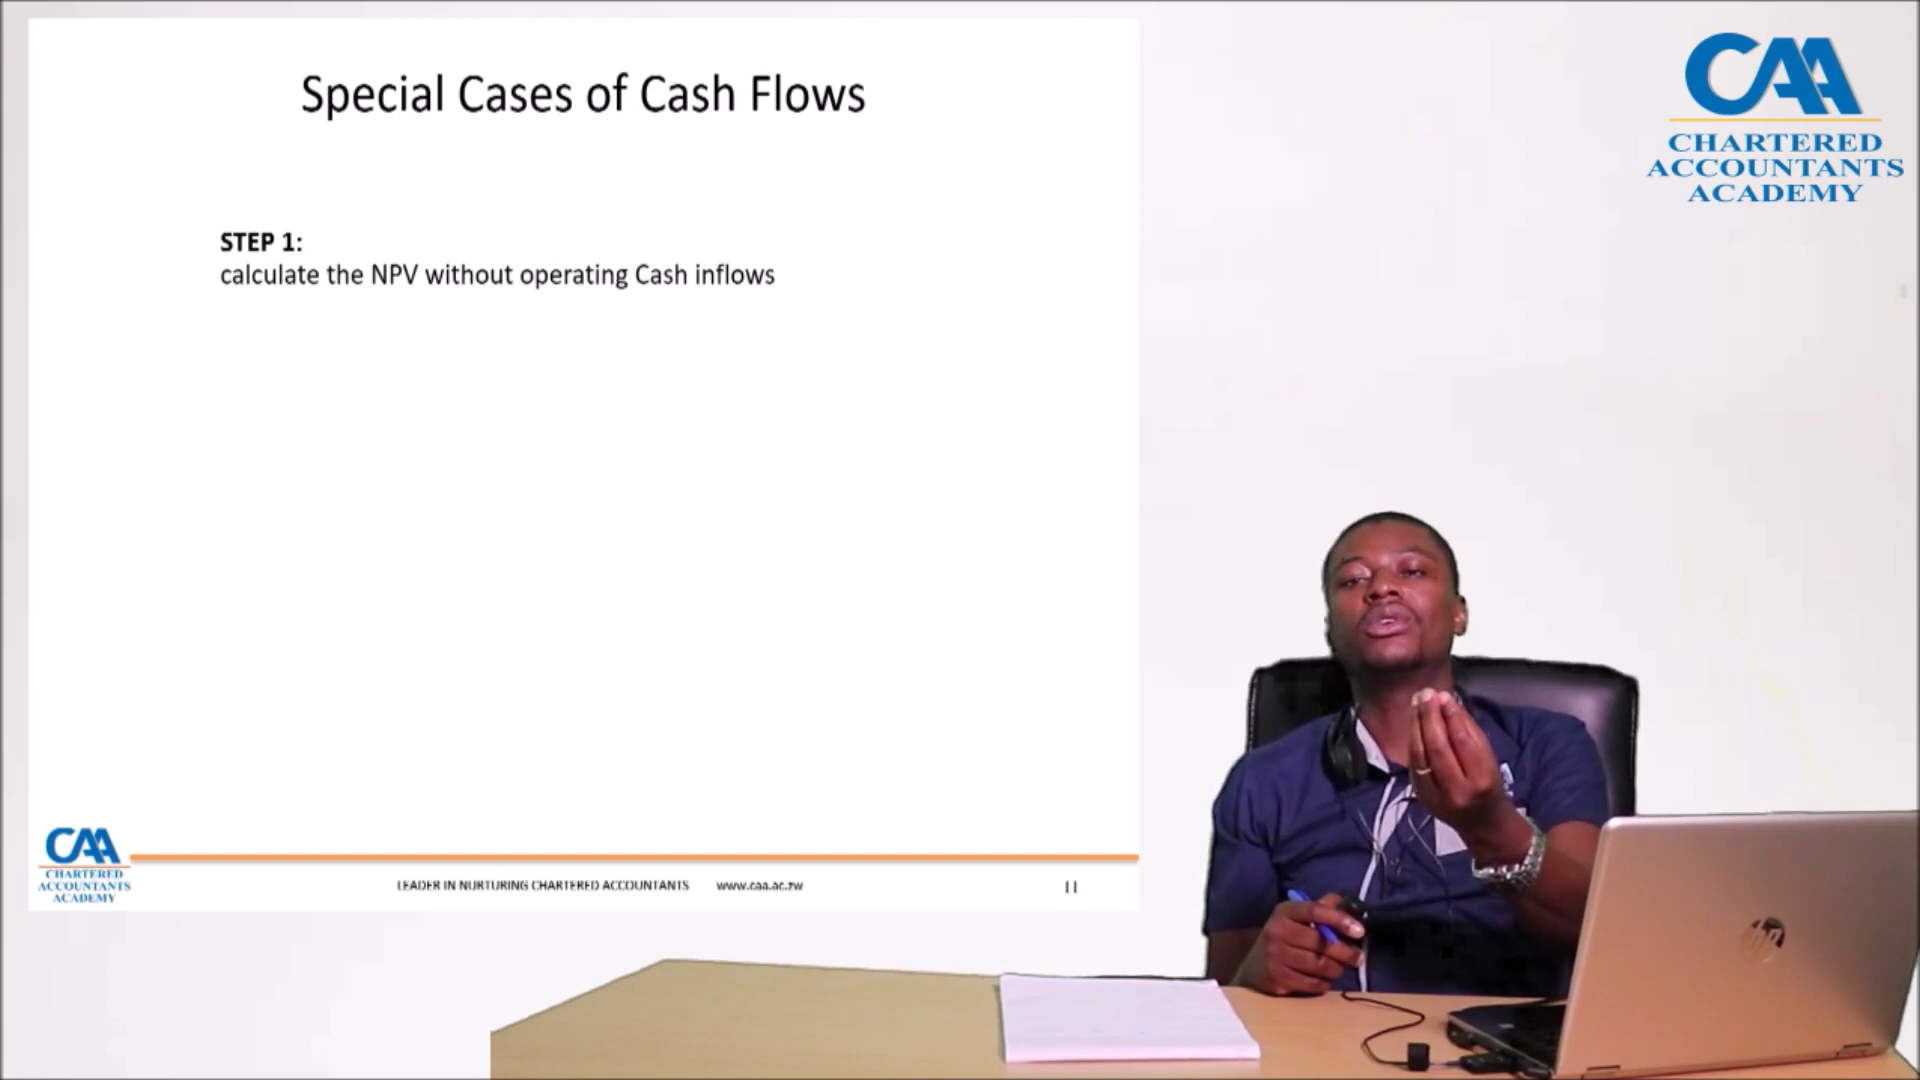 Special Cases of Cash Flows
STEP 1:
calculate the NPV without operating Cash inflows
CAA
CHARTERED
ACCOUNTANTS
ACADEMY
LEADER IN NURTURING CHARTERED ACCOUNTANTS www.caa.ac.zw
11
CAA
CHARTERED
ACCOUNTANTS
ACADEMY
hp